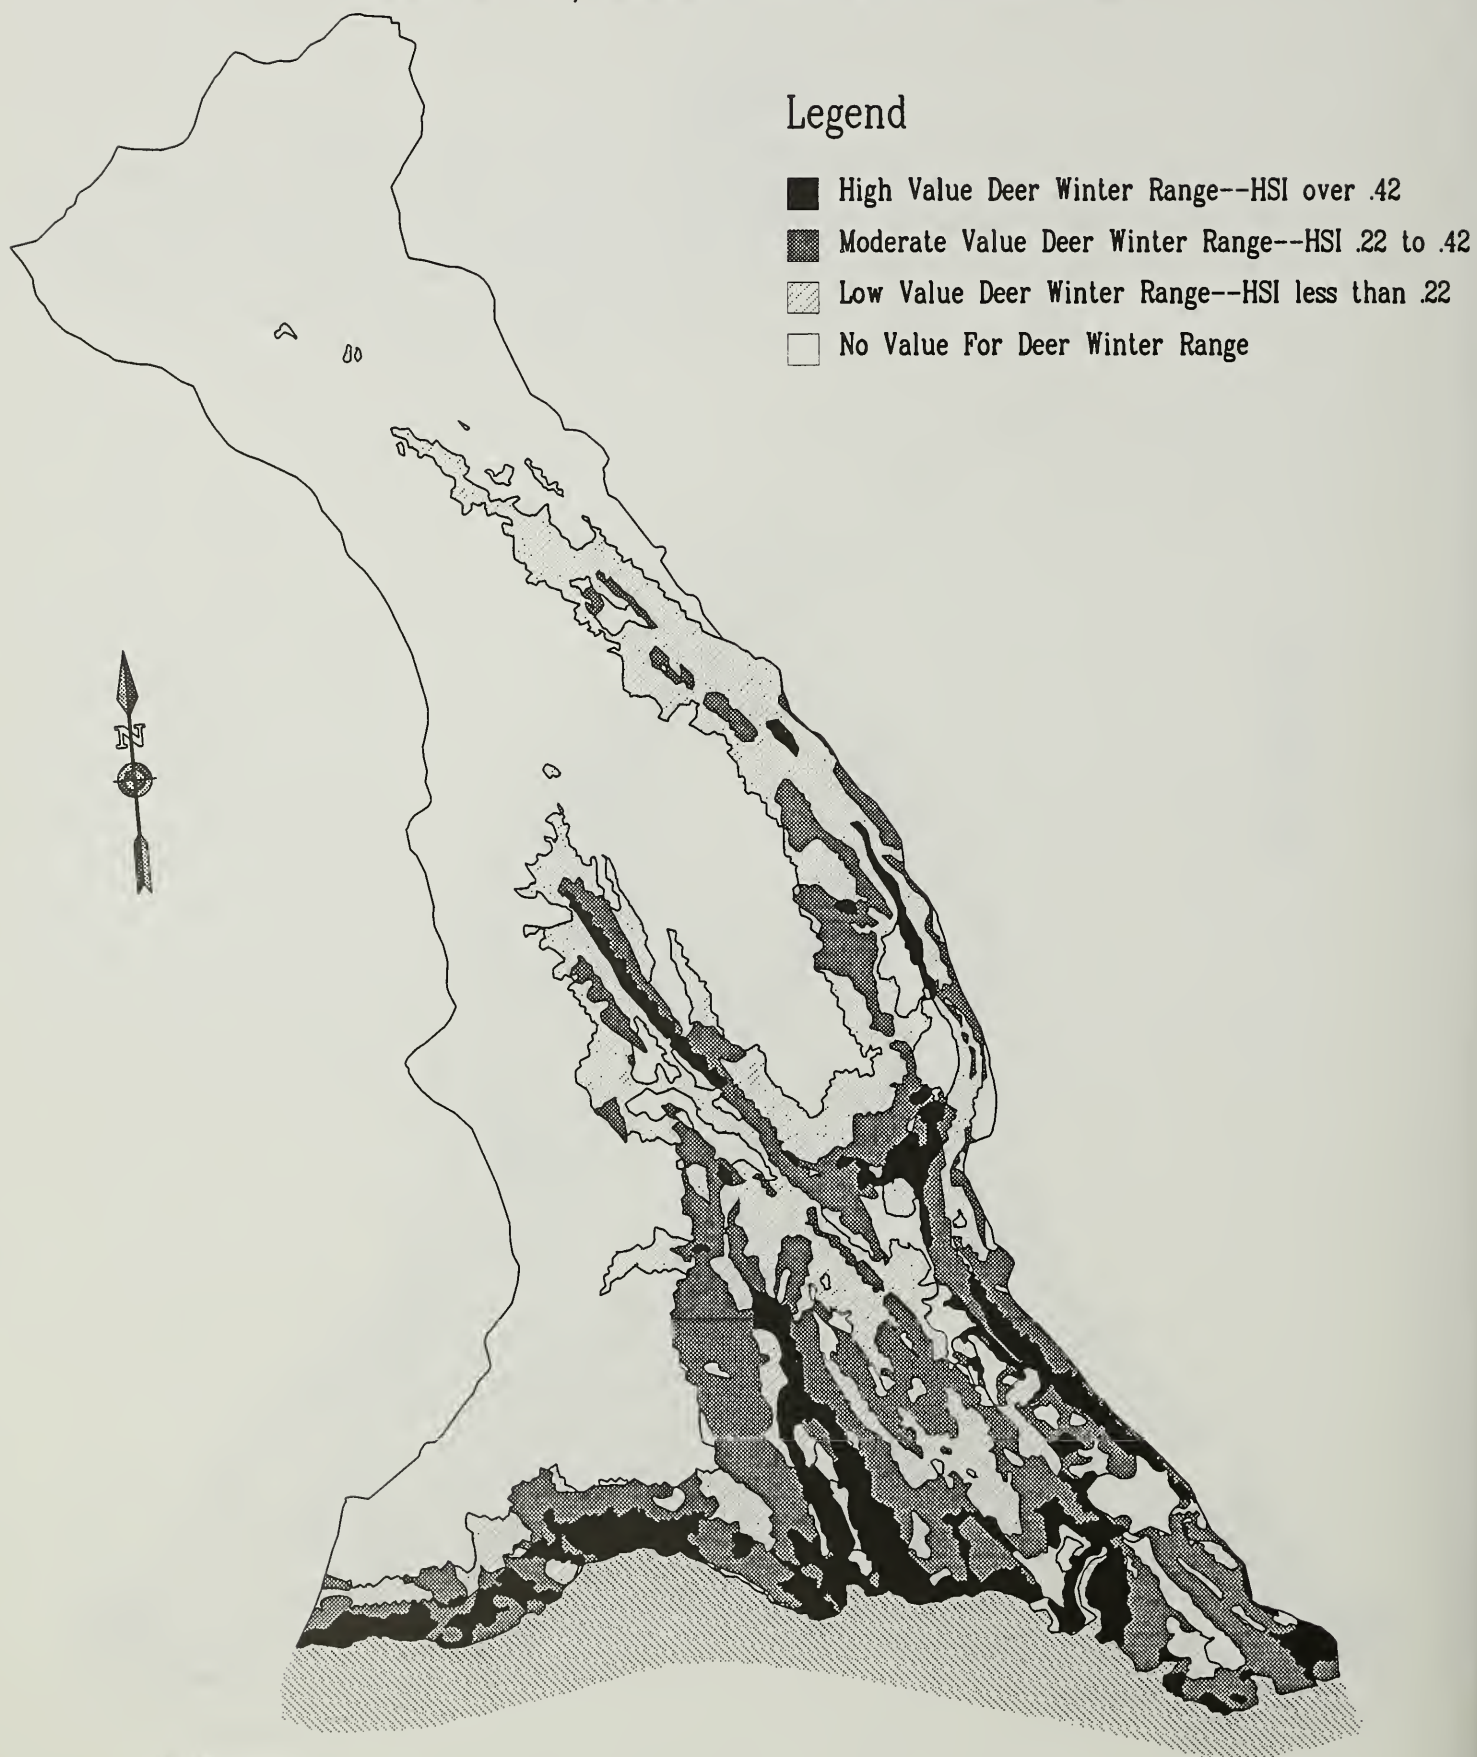 Legend
High Value Deer Winter Range--HSI over .42
Moderate Value Deer Winter Range--HSI .22 to .42
Low Value Deer Winter Range--HSI less than .22
No Value For Deer Winter Range
N